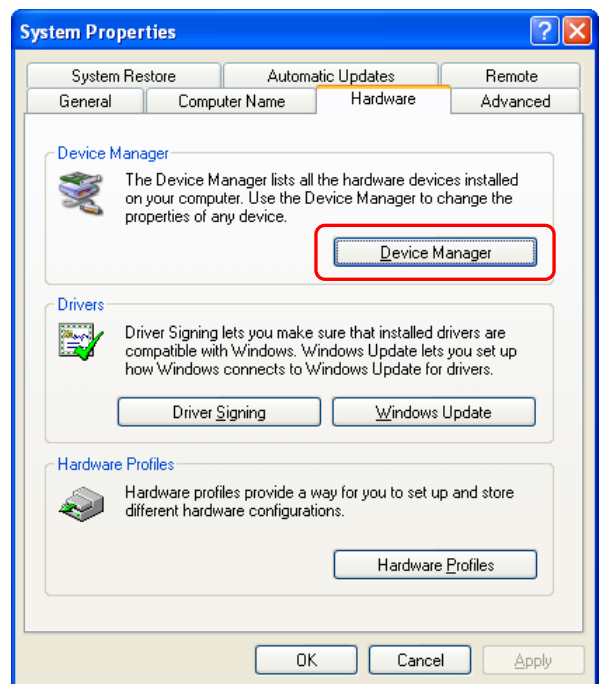 System Properties
System Restore Automatic Updates Remote
General Computer Name Hardware Advanced
Device Manager
The Device Manager lists all the hardware devices installed
on your computer. Use the Device Manager to change the
properties of any device.
Device Manager
Drivers
Driver Signing lets you make sure that installed drivers are
compatible with Windows. Windows Update lets you set up
how Windows connects to Windows Update for drivers.
Driver Signing Windows Update
Hardware Profiles
Hardware profiles provide a way for you to set up and store
different hardware configurations.
Hardware Profiles
OK Cancel Apply